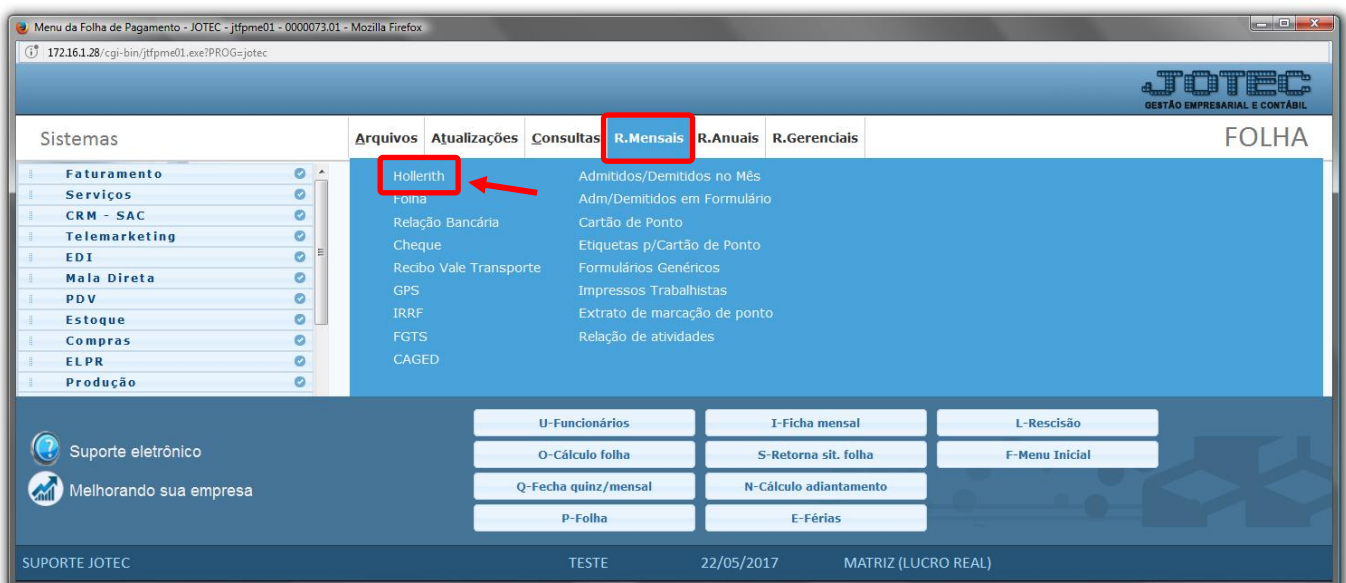 Menu da Folha de Pagamento - JOTEC - jtfpme01 - 0000073.01 - Mozilla Firefox
172.16.1.28/cgi-bin/jtfpme01.exe?PROG=jotec
JOTEC
GESTÃO EMPRESARIAL E CONTÁBIL
Sistemas
Arquivos Atualizações Consultas R.Mensais R.Anuais R.Gerenciais
FOLHA
Faturamento
Serviços
CRM - SAC
Telemarketing
EDI
Mala Direta
PDV
Estoque
Compras
ELPR
Produção
Hollerith
Folha
Relação Bancária
Cheque
Recibo Vale Transporte
GPS
IRRF
FGTS
CAGED
Admitidos/Demitidos no Mês
Adm/Demitidos em Formulário
Cartão de Ponto
Etiquetas p/Cartão de Ponto
Formulários Genéricos
Impressos Trabalhistas
Extrato de marcação de ponto
Relação de atividades
Suporte eletrônico
Melhorando sua empresa
U-Funcionários I-Ficha mensal L-Rescisão
O-Cálculo folha S-Retorna sit. folha F-Menu Inicial
Q-Fecha quinz/mensal N-Cálculo adiantamento
P-Folha E-Férias
SUPORTE JOTEC TESTE 22/05/2017 MATRIZ (LUCRO REAL)